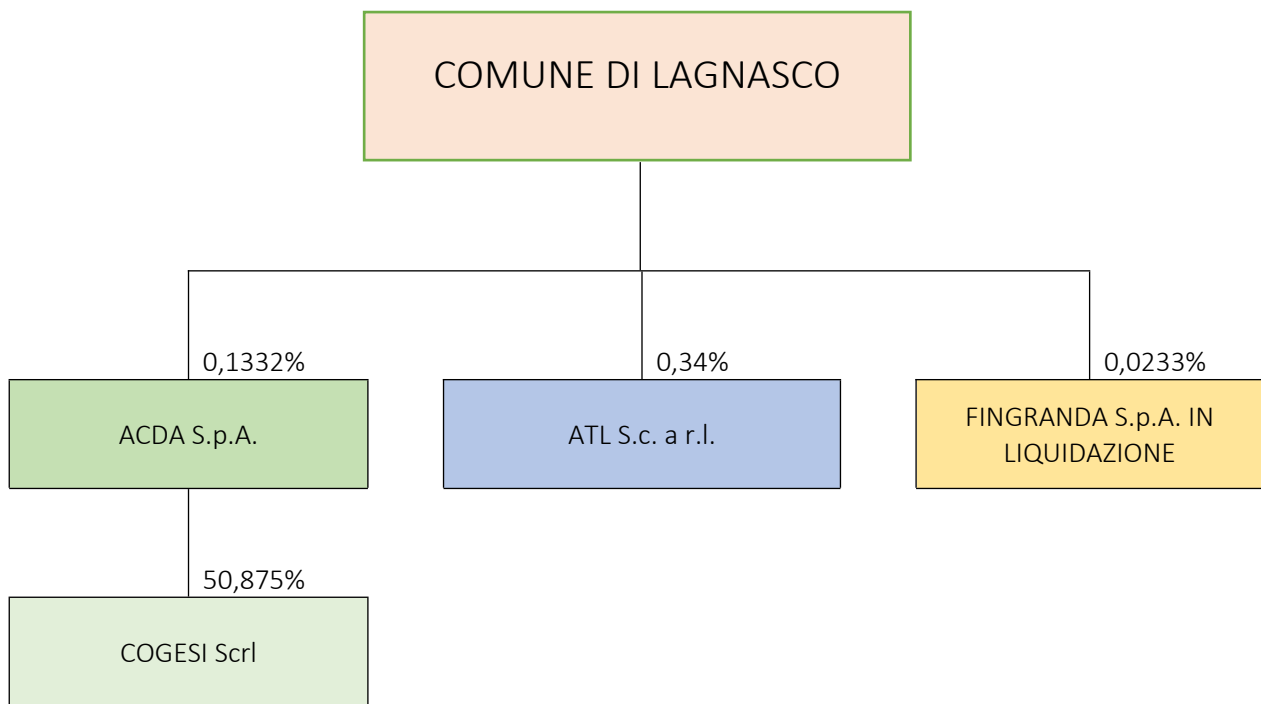 COMUNE DI LAGNASCO
0,1332%
0,34%
0,0233%
ACDA S.p.A.
ATL S.c. a r.l.
FINGRANDA S.p.A. IN
LIQUIDAZIONE
50,875%
COGESI Scrl